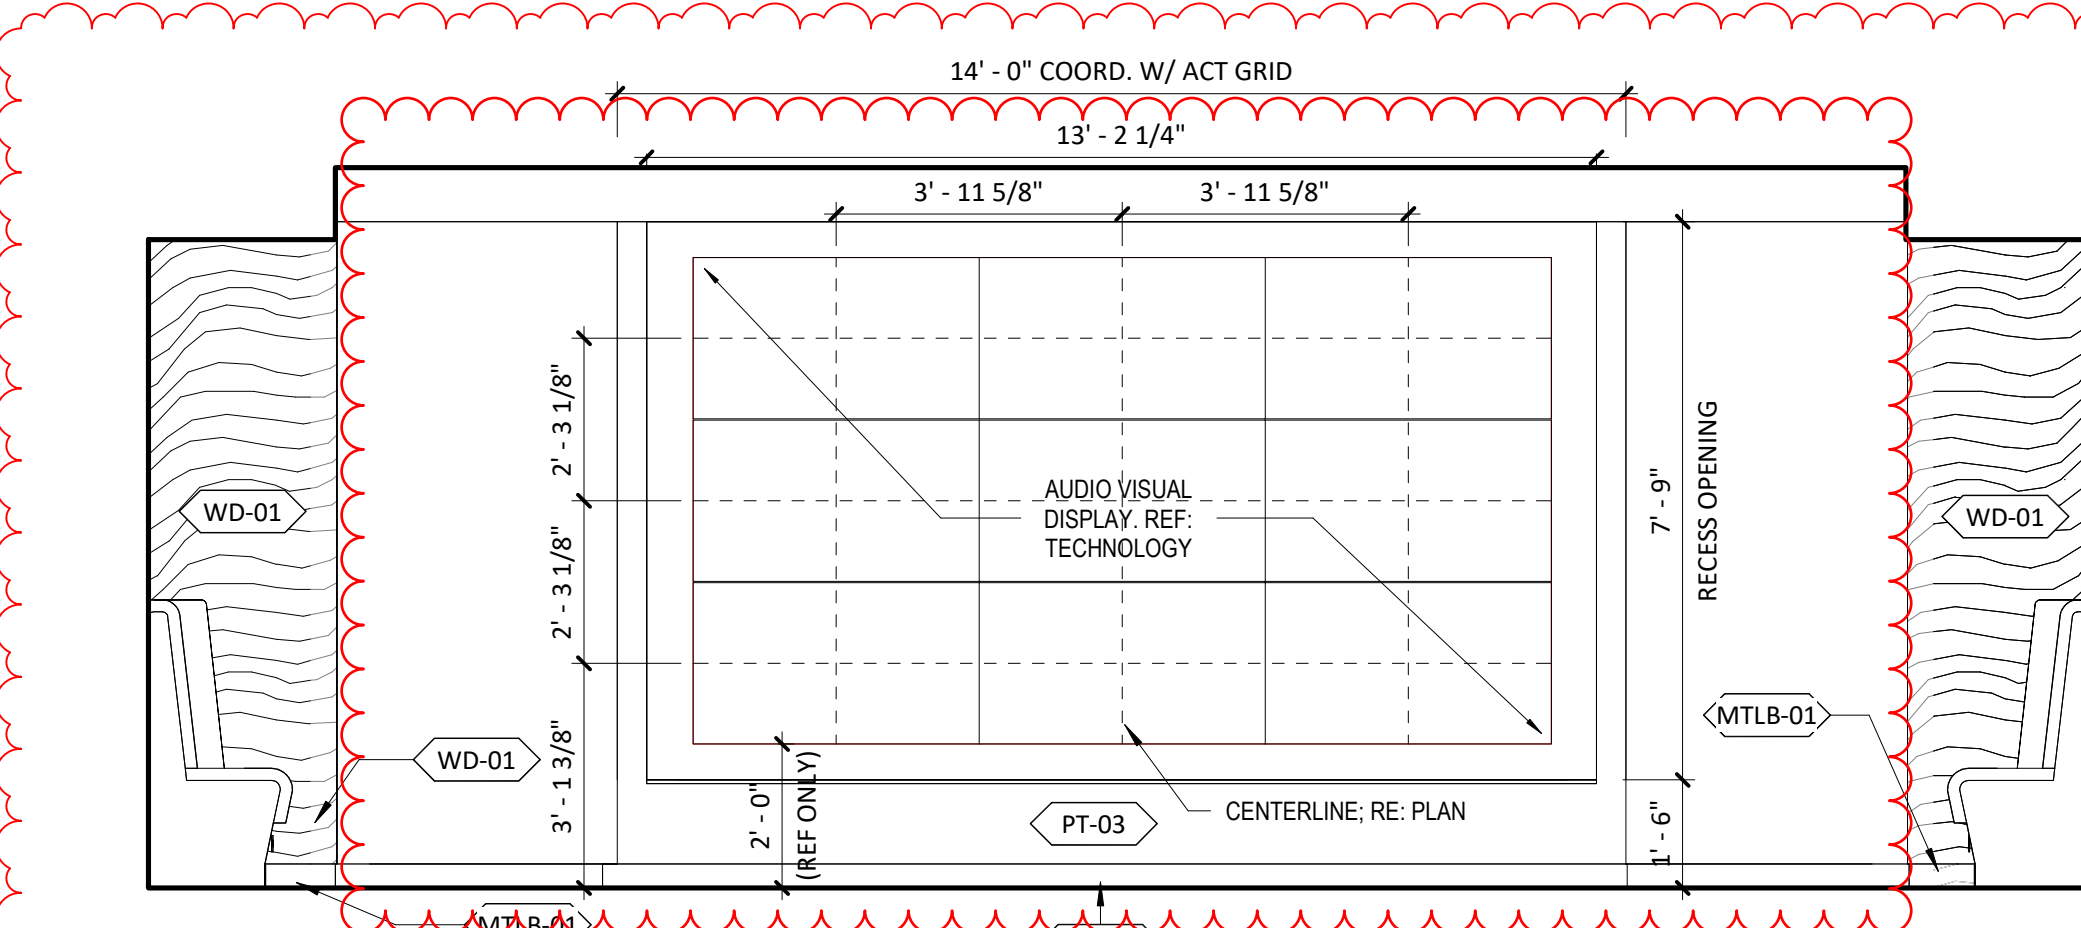 14' - 0" COORD. W/ ACT GRID
13' - 2 1/4"
3' - 11 5/8"
3' - 11 5/8"
2' - 3 1/8"
2' - 3 1/8"
3' - 1 3/8"
2' - 0"
(REF ONLY)
AUDIO VISUAL
DISPLAY. REF:
TECHNOLOGY
7' - 9"
RECESS OPENING
1' - 6"
WD-01
WD-01
WD-01
MTLB-01
PT-03
CENTERLINE; RE: PLAN
MTLB-01